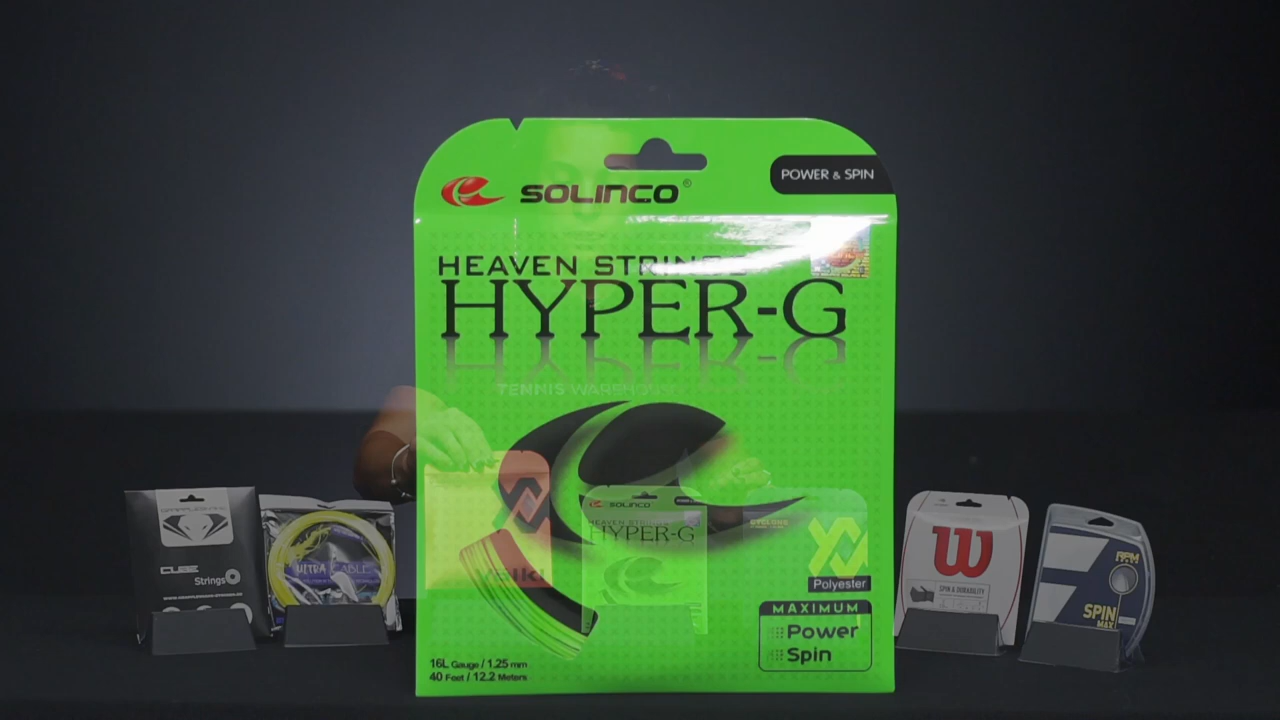 SOLINCO®
POWER & SPIN
HEAVEN STRINGS
HYPER-G
TENNIS WAREHOUSE
SOLINCO
HEAVEN STRINGS
HYPER-G
CYCLONE
Polyester
MAXIMUM
Power
Spin
16L Gauge / 1.25 mm
40 Feet / 12.2 Meters
CUBE
Strings
ULTRA CABLE
W
SPIN & DURABILITY
RPM
SPIN
MAX